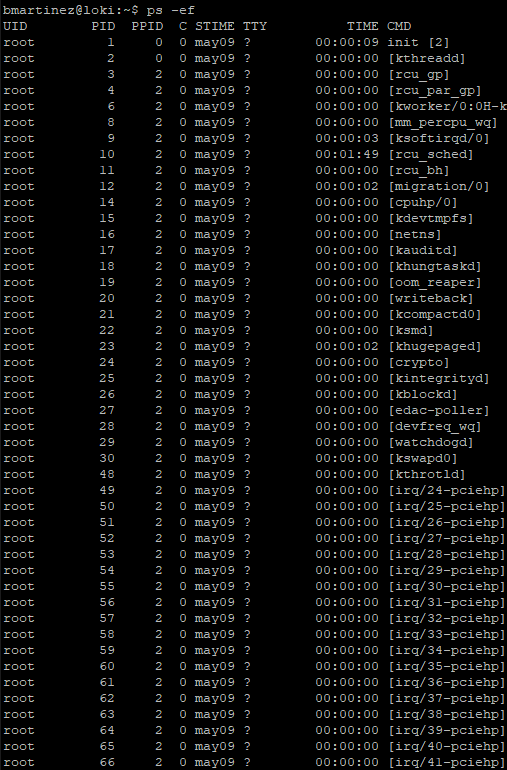 bmartinez@loki:~$ ps -ef
UID        PID  PPID  C STIME TTY          TIME CMD
root         1     0  0 may09 ?        00:00:09 init [2]
root         2     0  0 may09 ?        00:00:00 [kthreadd]
root         3     2  0 may09 ?        00:00:00 [rcu_gp]
root         4     2  0 may09 ?        00:00:00 [rcu_par_gp]
root         6     2  0 may09 ?        00:00:00 [kworker/0:0H-k
root         8     2  0 may09 ?        00:00:00 [mm_percpu_wq]
root         9     2  0 may09 ?        00:00:03 [ksoftirqd/0]
root        10     2  0 may09 ?        00:01:49 [rcu_sched]
root        11     2  0 may09 ?        00:00:00 [rcu_bh]
root        12     2  0 may09 ?        00:00:02 [migration/0]
root        14     2  0 may09 ?        00:00:00 [cpuhp/0]
root        15     2  0 may09 ?        00:00:00 [kdevtmpfs]
root        16     2  0 may09 ?        00:00:00 [netns]
root        17     2  0 may09 ?        00:00:00 [kauditd]
root        18     2  0 may09 ?        00:00:00 [khungtaskd]
root        19     2  0 may09 ?        00:00:00 [oom_reaper]
root        20     2  0 may09 ?        00:00:00 [writeback]
root        21     2  0 may09 ?        00:00:00 [kcompactd0]
root        22     2  0 may09 ?        00:00:00 [ksmd]
root        23     2  0 may09 ?        00:00:02 [khugepaged]
root        24     2  0 may09 ?        00:00:00 [crypto]
root        25     2  0 may09 ?        00:00:00 [kintegrityd]
root        26     2  0 may09 ?        00:00:00 [kblockd]
root        27     2  0 may09 ?        00:00:00 [edac-poller]
root        28     2  0 may09 ?        00:00:00 [devfreq_wq]
root        29     2  0 may09 ?        00:00:00 [watchdogd]
root        30     2  0 may09 ?        00:00:00 [kswapd0]
root        48     2  0 may09 ?        00:00:00 [kthrotld]
root        49     2  0 may09 ?        00:00:00 [irq/24-pciehp]
root        50     2  0 may09 ?        00:00:00 [irq/25-pciehp]
root        51     2  0 may09 ?        00:00:00 [irq/26-pciehp]
root        52     2  0 may09 ?        00:00:00 [irq/27-pciehp]
root        53     2  0 may09 ?        00:00:00 [irq/28-pciehp]
root        54     2  0 may09 ?        00:00:00 [irq/29-pciehp]
root        55     2  0 may09 ?        00:00:00 [irq/30-pciehp]
root        56     2  0 may09 ?        00:00:00 [irq/31-pciehp]
root        57     2  0 may09 ?        00:00:00 [irq/32-pciehp]
root        58     2  0 may09 ?        00:00:00 [irq/33-pciehp]
root        59     2  0 may09 ?        00:00:00 [irq/34-pciehp]
root        60     2  0 may09 ?        00:00:00 [irq/35-pciehp]
root        61     2  0 may09 ?        00:00:00 [irq/36-pciehp]
root        62     2  0 may09 ?        00:00:00 [irq/37-pciehp]
root        63     2  0 may09 ?        00:00:00 [irq/38-pciehp]
root        64     2  0 may09 ?        00:00:00 [irq/39-pciehp]
root        65     2  0 may09 ?        00:00:00 [irq/40-pciehp]
root        66     2  0 may09 ?        00:00:00 [irq/41-pciehp]